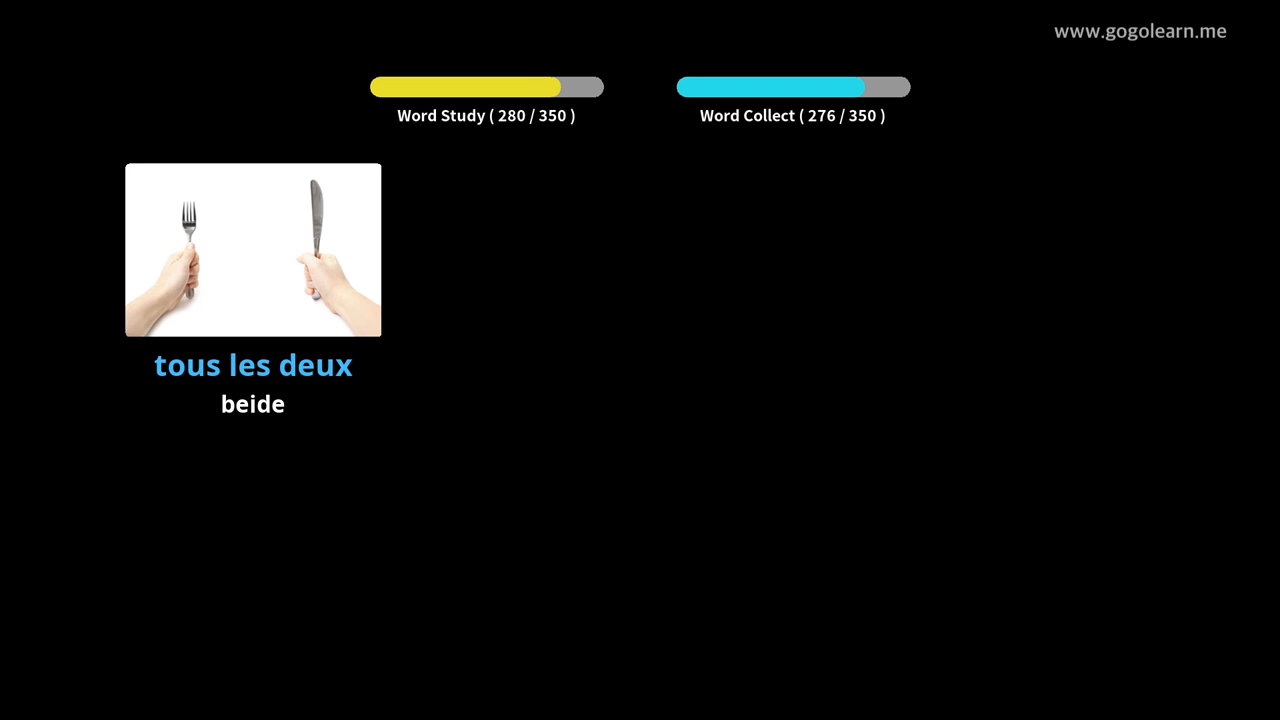 www.gogolearn.me
Word Study ( 280 / 350 )
Word Collect ( 276 / 350 )
tous les deux
beide